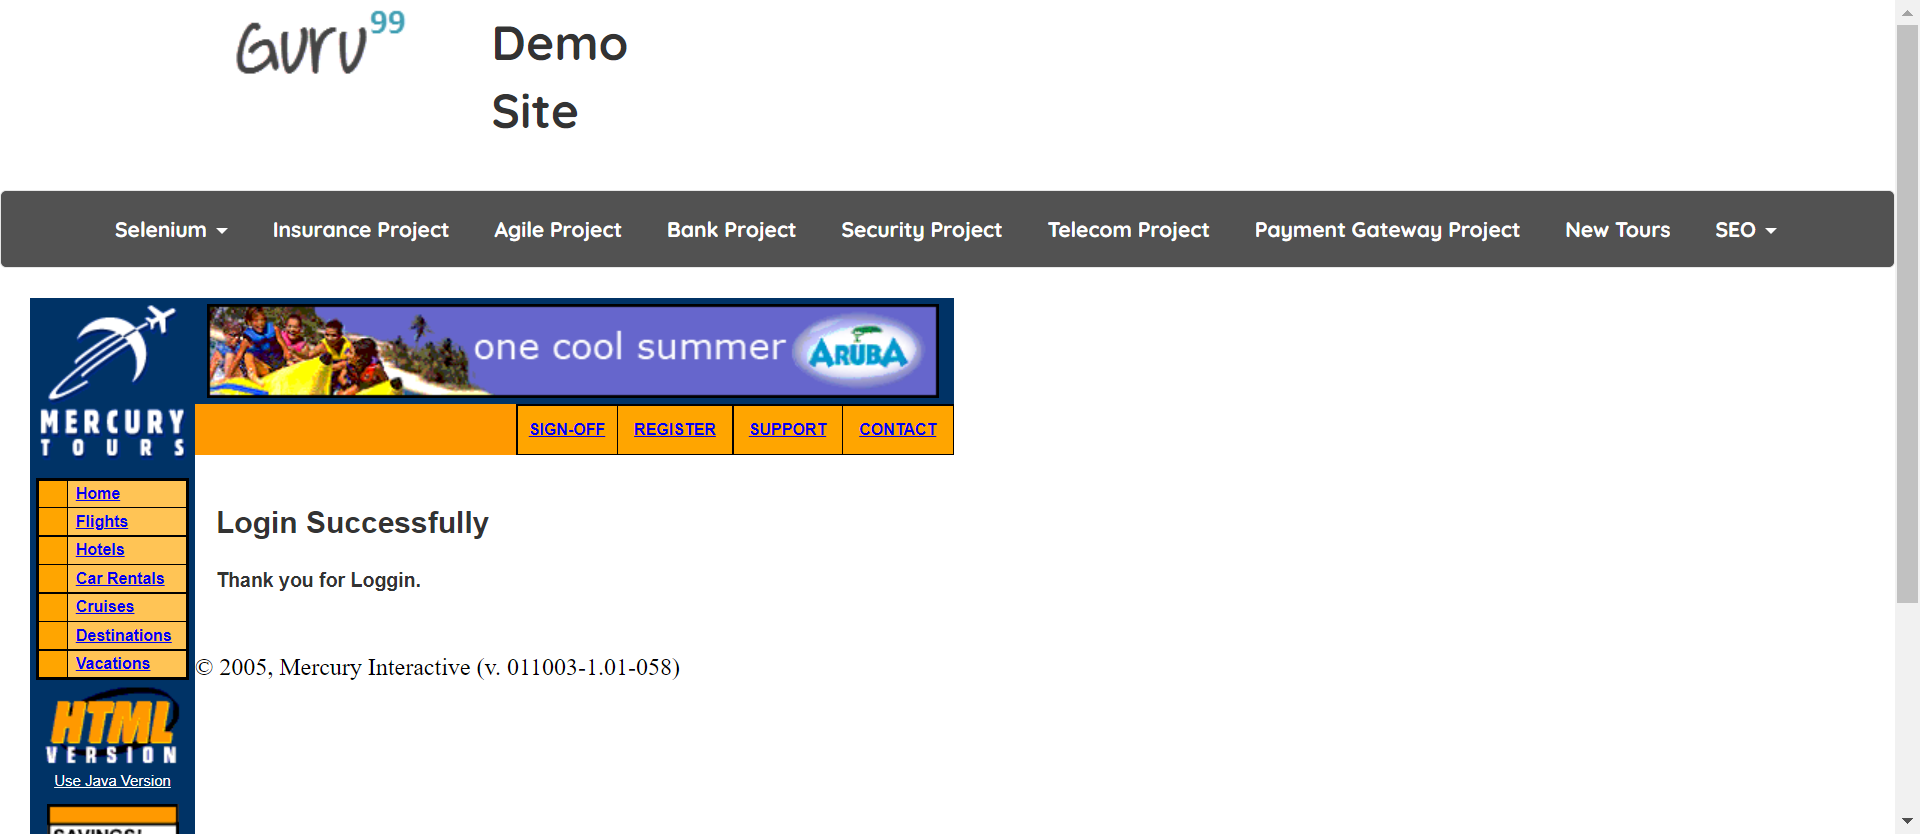 Guru99
Demo
Site
Selenium Insurance Project Agile Project Bank Project Security Project Telecom Project Payment Gateway Project New Tours SEO
one cool summer ARUBA
MERCURY
TOURS
SIGN-OFF REGISTER SUPPORT CONTACT
Home
Flights
Hotels
Car Rentals
Cruises
Destinations
Vacations
Login Successfully
Thank you for Loggin.
© 2005, Mercury Interactive (v. 011003-1.01-058)
HTML
VERSION
Use Java Version
SAVINGS!